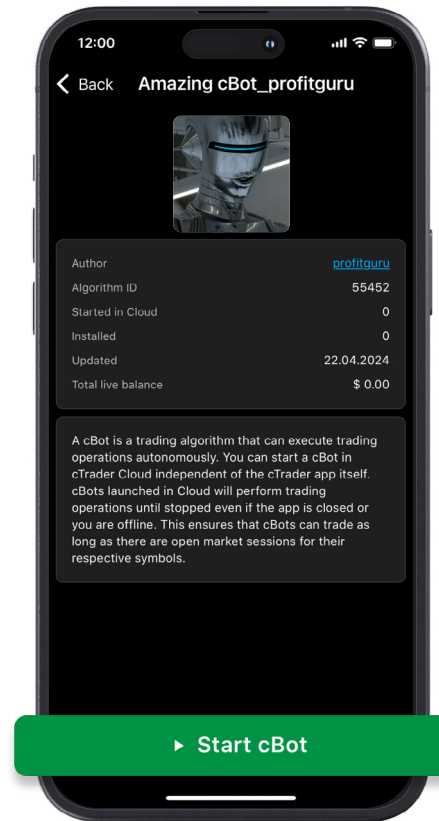 12:00
Back Amazing cBot_profitguru
Author profitguru
Algorithm ID 55452
Started in Cloud 0
Installed 0
Updated 22.04.2024
Total live balance $ 0.00
A cBot is a trading algorithm that can execute trading
operations autonomously. You can start a cBot in
cTrader Cloud independent of the cTrader app itself.
cBots launched in Cloud will perform trading
operations until stopped even if the app is closed or
you are offline. This ensures that cBots can trade as
long as there are open market sessions for their
respective symbols.
Start cBot